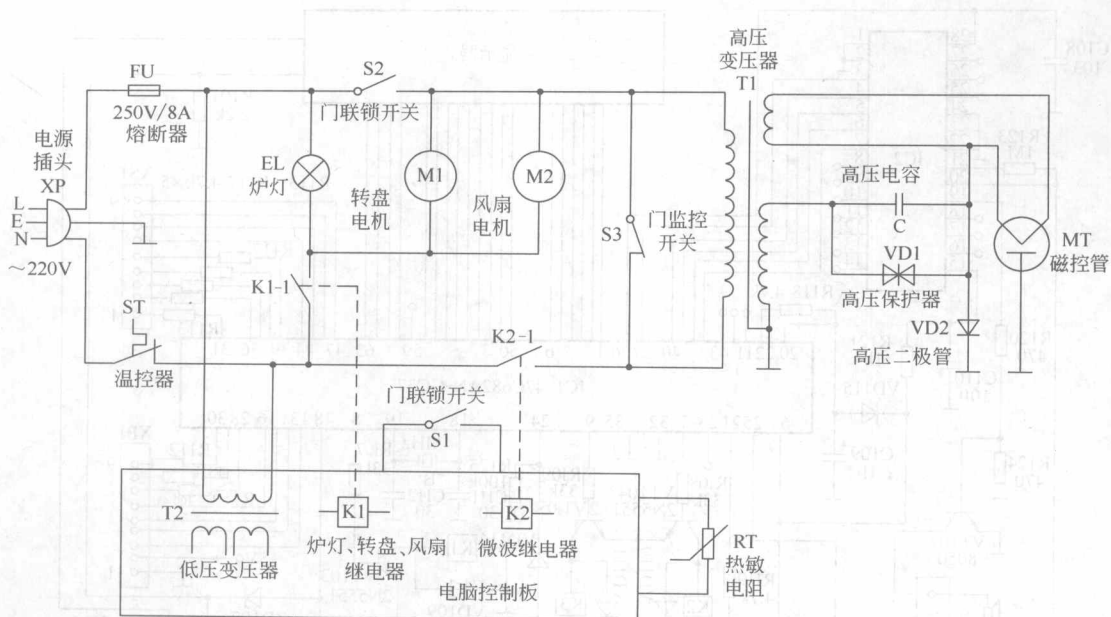 FU
250V/8A
熔断器
电源
插头
XP
L
E
N
～220V
ST
温控器
S2
门联锁开关
EL
炉灯
M1
转盘
电机
M2
风扇
电机
K1-1
K2-1
S3
门监控
开关
高压
变压器
T1
高压电容
C
VD1
高压保护器
VD2
高压二极管
MT
磁控管
门联锁开关
S1
T2
低压变压器
K1
炉灯、转盘、风扇
继电器
K2
微波继电器
电脑控制板
RT
热敏
电阻